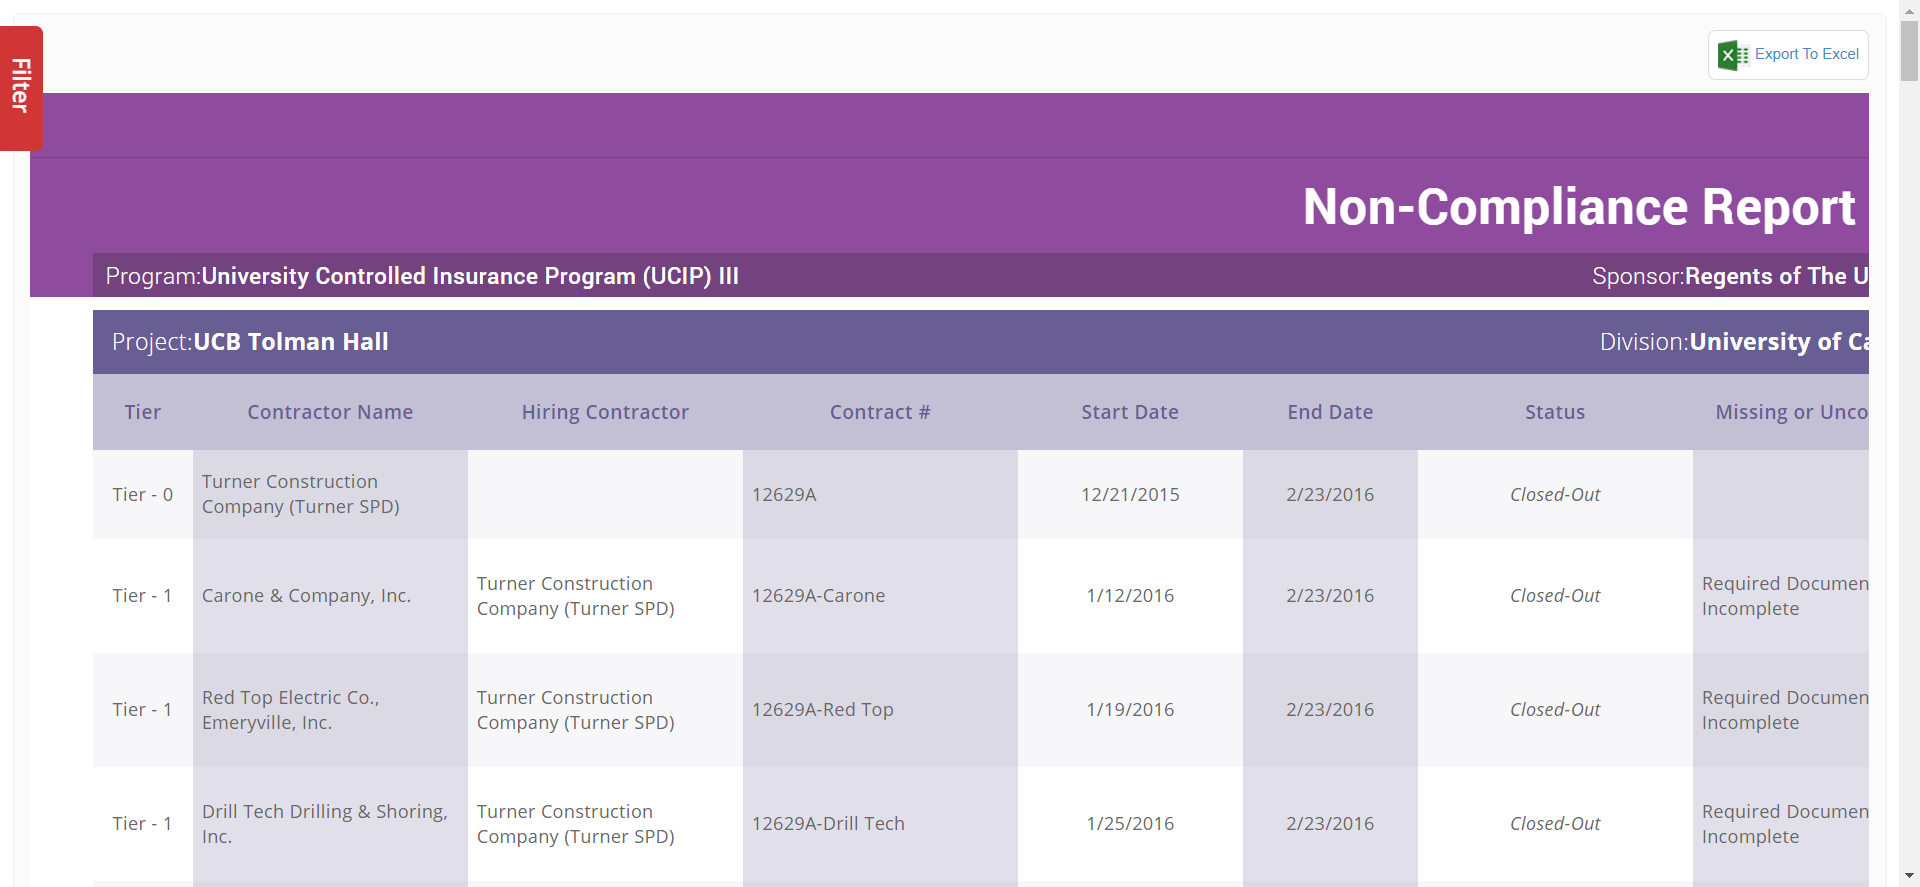 Filter
Export To Excel
Non-Compliance Report
Program:University Controlled Insurance Program (UCIP) III
Sponsor:Regents of The U
Project:UCB Tolman Hall
Division:University of Ca
Tier
Contractor Name
Hiring Contractor
Contract #
Start Date
End Date
Status
Missing or Unco
Tier - 0
Turner Construction
Company (Turner SPD)
12629A
12/21/2015
2/23/2016
Closed-Out
Tier - 1
Carone & Company, Inc.
Turner Construction
Company (Turner SPD)
12629A-Carone
1/12/2016
2/23/2016
Closed-Out
Required Documen
Incomplete
Tier - 1
Red Top Electric Co.,
Emeryville, Inc.
Turner Construction
Company (Turner SPD)
12629A-Red Top
1/19/2016
2/23/2016
Closed-Out
Required Documen
Incomplete
Tier - 1
Drill Tech Drilling & Shoring,
Inc.
Turner Construction
Company (Turner SPD)
12629A-Drill Tech
1/25/2016
2/23/2016
Closed-Out
Required Documen
Incomplete